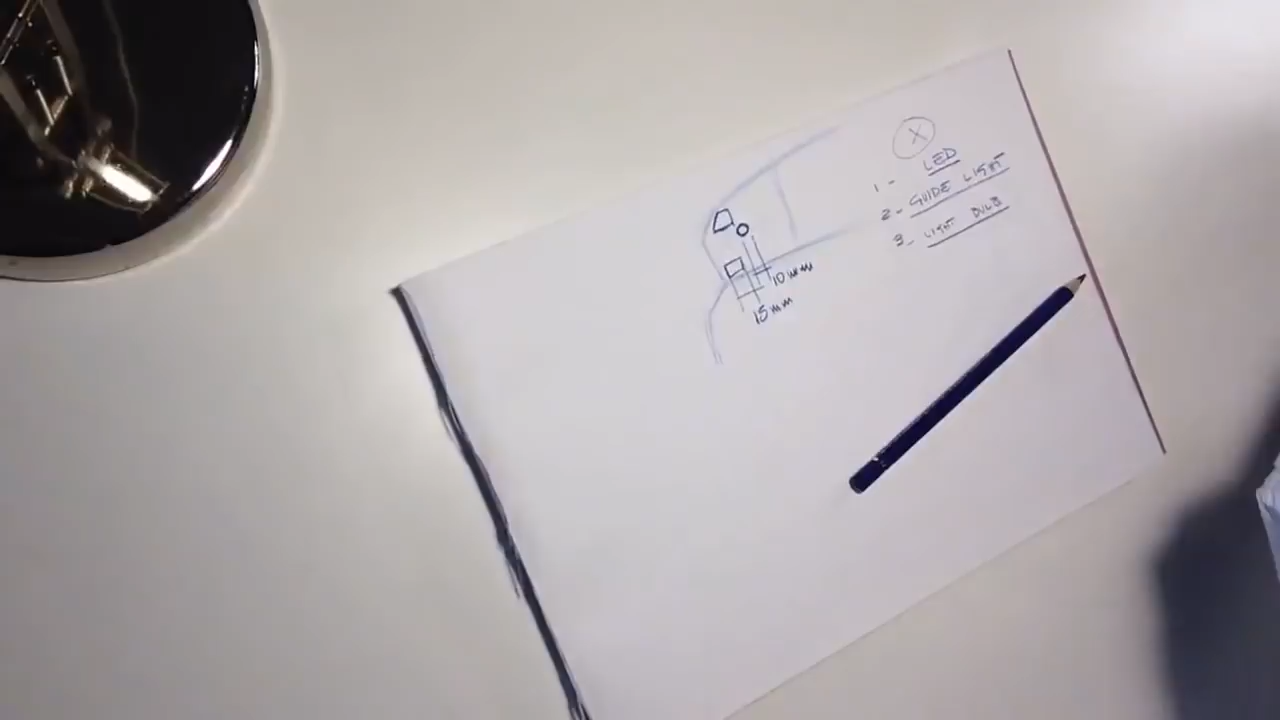 X
1- LED
2- GUIDE LIGHT
3- LIGHT BULB
10mm
15mm